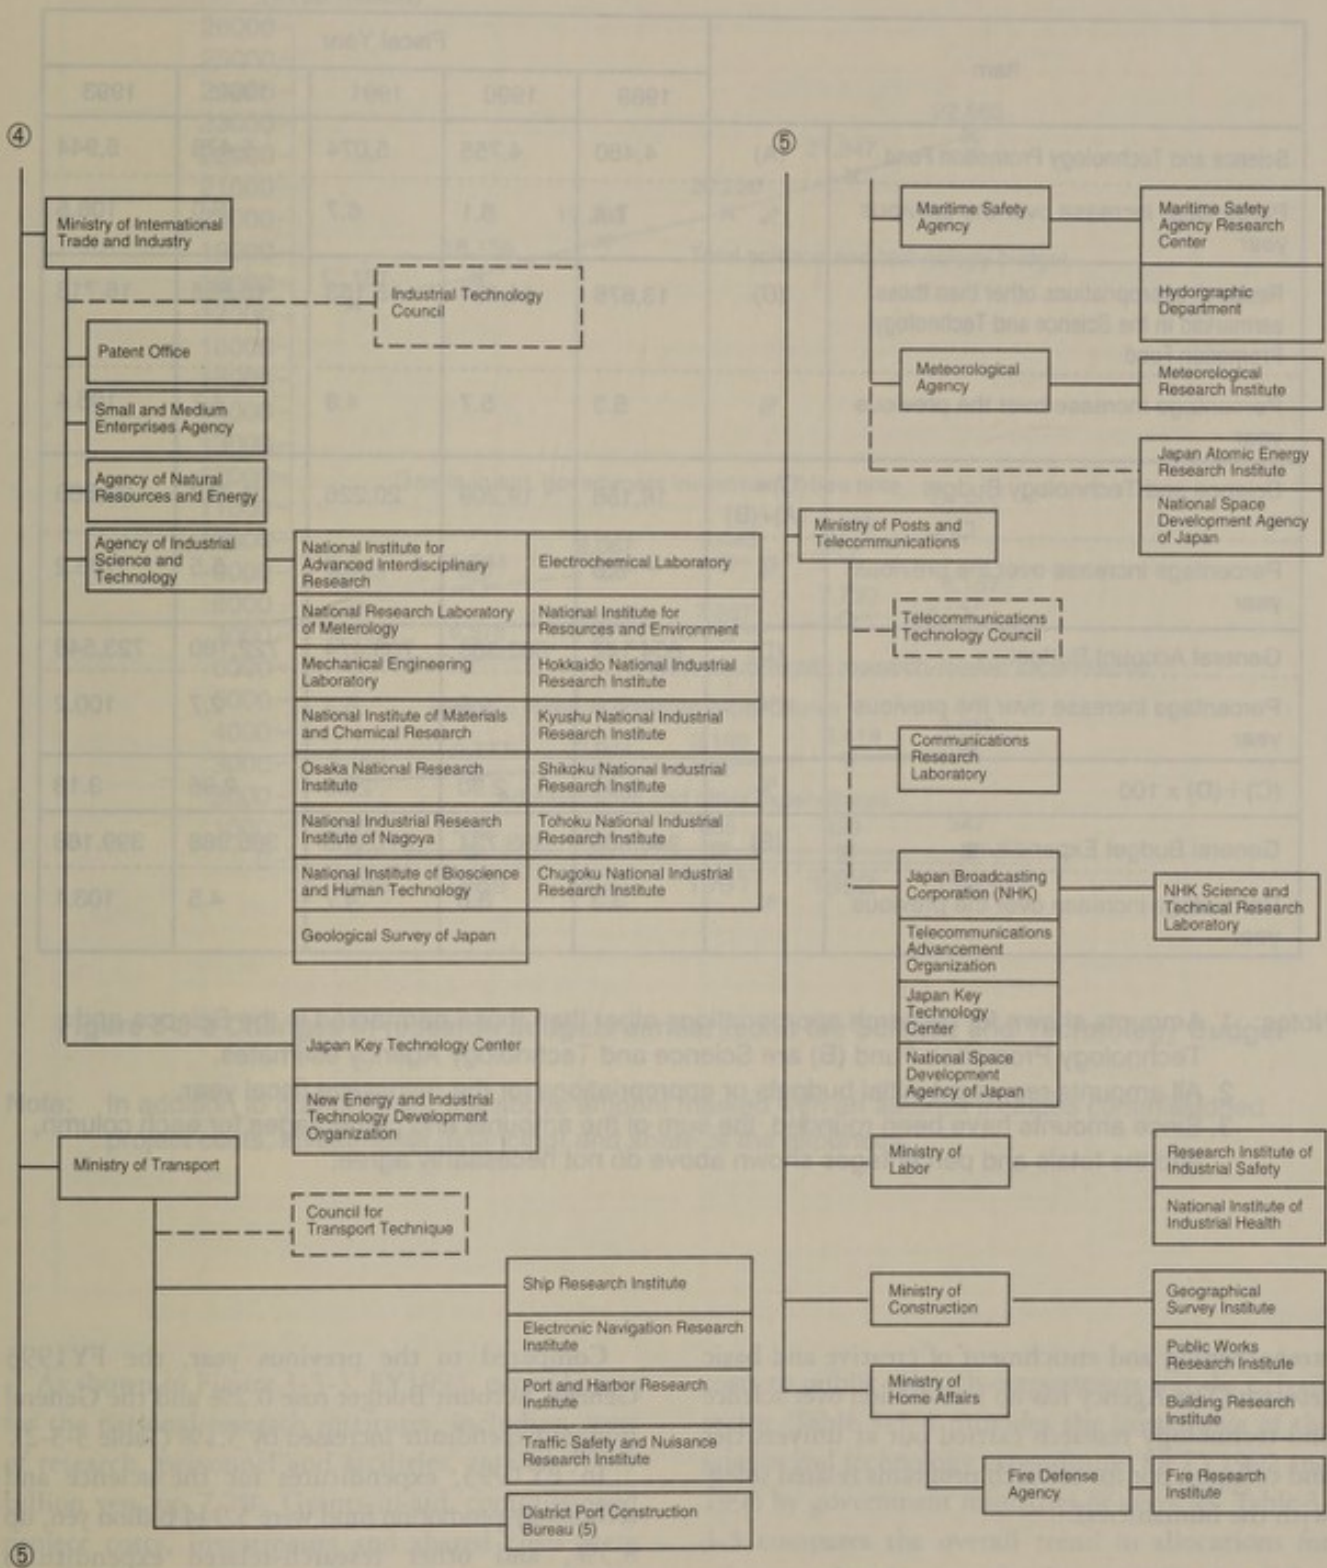 ④
Ministry of International
Trade and Industry
Industrial Technology
Council
Patent Office
Small and Medium
Enterprises Agency
Agency of Natural
Resources and Energy
Agency of Industrial
Science and
Technology
National Institute for
Advanced Interdisciplinary
Research
Electrochemical Laboratory
National Research Laboratory
of Meterology
National Institute for
Resources and Environment
Mechanical Engineering
Laboratory
Hokkaido National Industrial
Research Institute
National Institute of Materials
and Chemical Research
Kyushu National Industrial
Research Institute
Osaka National Research
Institute
Shikoku National Industrial
Research Institute
National Industrial Research
Institute of Nagoya
Tohoku National Industrial
Research Institute
National Institute of Bioscience
and Human Technology
Chugoku National Industrial
Research Institute
Geological Survey of Japan
Japan Key Technology Center
New Energy and Industrial
Technology Development
Organization
Ministry of Transport
Council for
Transport Technique
Ship Research Institute
Electronic Navigation Research
Institute
Port and Harbor Research
Institute
Traffic Safety and Nuisance
Research Institute
District Port Construction
Bureau (5)
⑤
⑤
Maritime Safety
Agency
Maritime Safety
Agency Research
Center
Hydorgraphic
Department
Meteorological
Agency
Meteorological
Research Institute
Japan Atomic Energy
Research Institute
National Space
Development Agency
of Japan
Ministry of Posts and
Telecommunications
Telecommunications
Technology Council
Communications
Research
Laboratory
Japan Broadcasting
Corporation (NHK)
NHK Science and
Technical Research
Laboratory
Telecommunications
Advancement
Organization
Japan Key
Technology
Center
National Space
Development
Agency of Japan
Ministry of
Labor
Research Institute of
Industrial Safety
National Institute of
Industrial Health
Ministry of
Construction
Geographical
Survey Institute
Public Works
Research Institute
Building Research
Institute
Ministry of
Home Affairs
Fire Defense
Agency
Fire Research
Institute